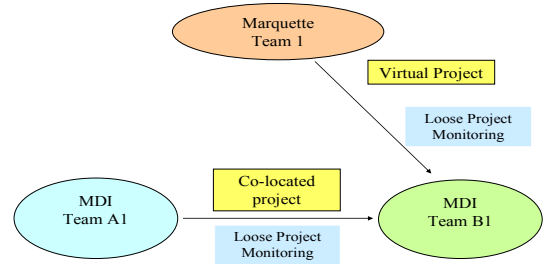 Marquette
Team 1
Virtual Project
Loose Project
Monitoring
Co-located
project
MDI
Team A1
MDI
Team B1
Loose Project
Monitoring